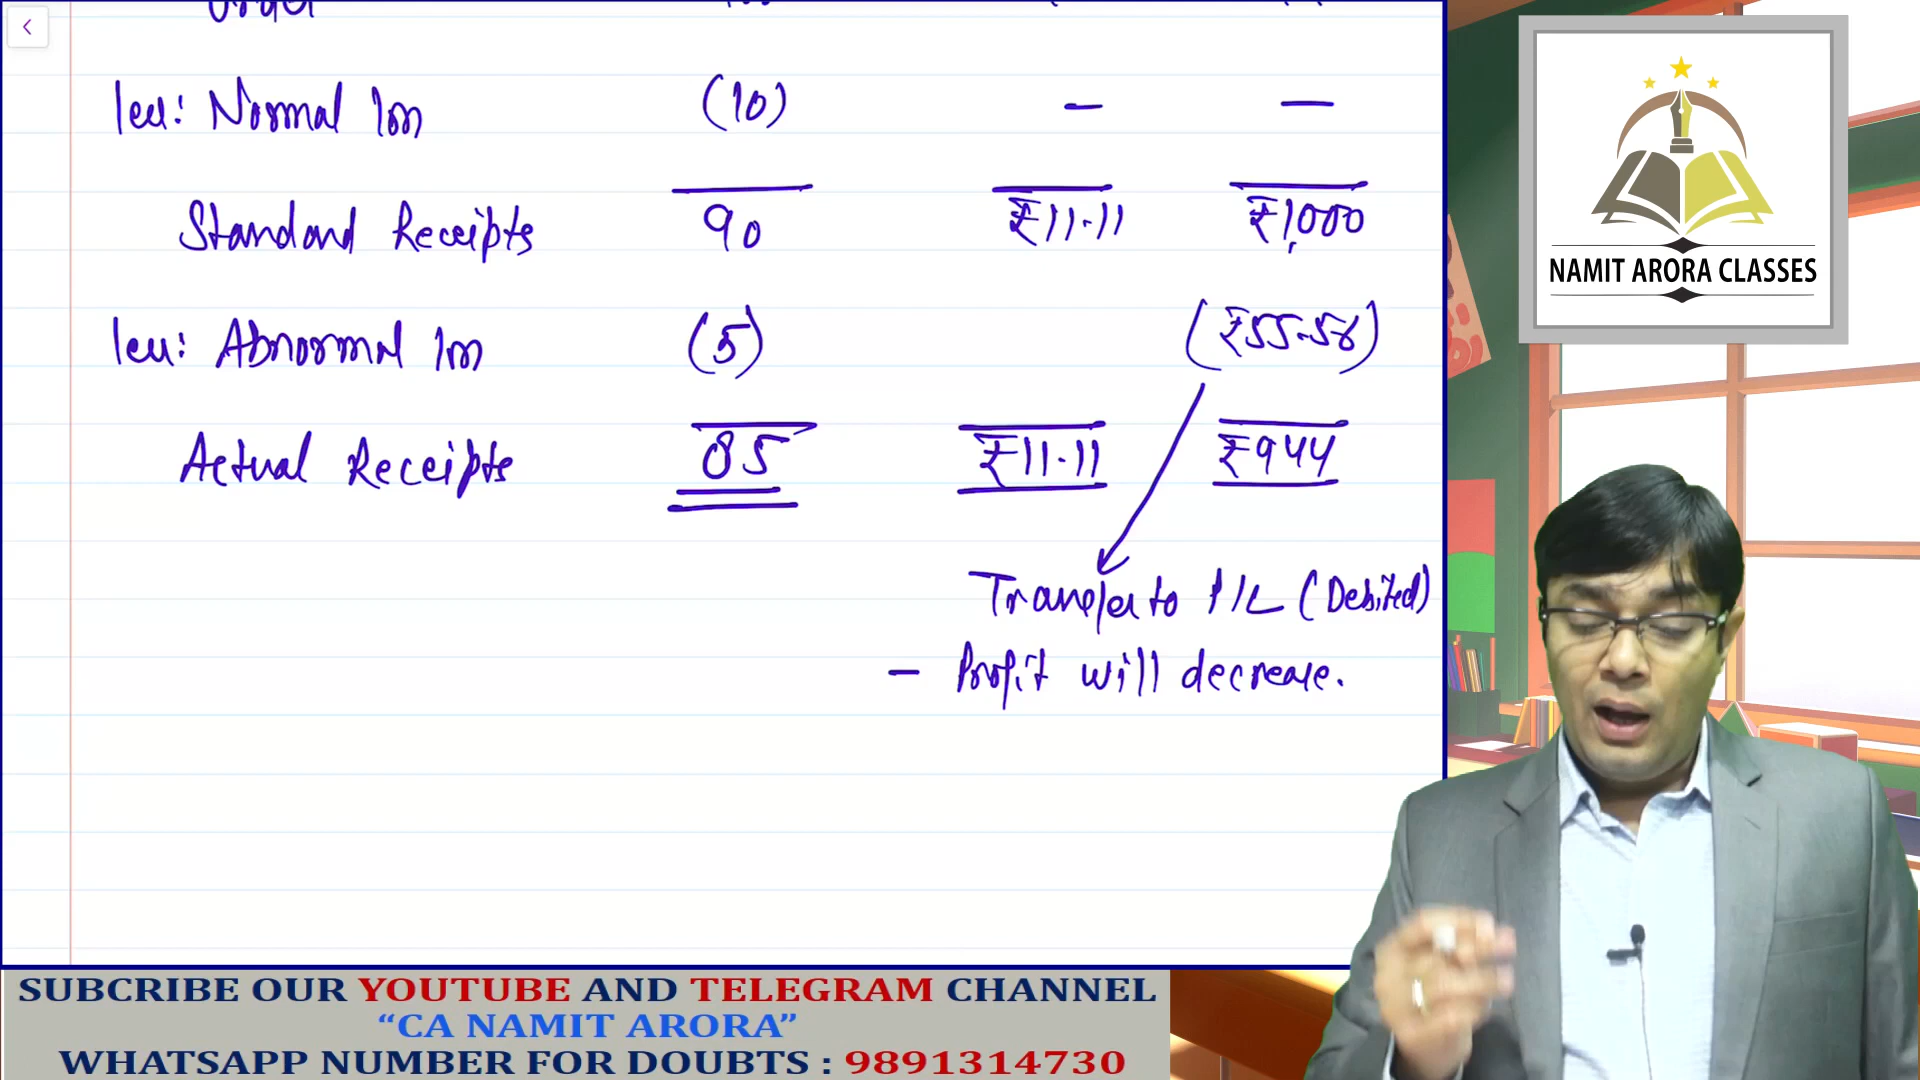 Order
less: Normal loss (10) — —
Standard Receipts 90 ₹11.11 ₹1,000
less: Abnormal loss (5) (₹55.56)
Actual Receipts 85 ₹11.11 ₹944
Transfer to P/L (Debited)
— Profit will decrease.
NAMIT ARORA CLASSES
SUBCRIBE OUR YOUTUBE AND TELEGRAM CHANNEL
“CA NAMIT ARORA”
WHATSAPP NUMBER FOR DOUBTS : 9891314730